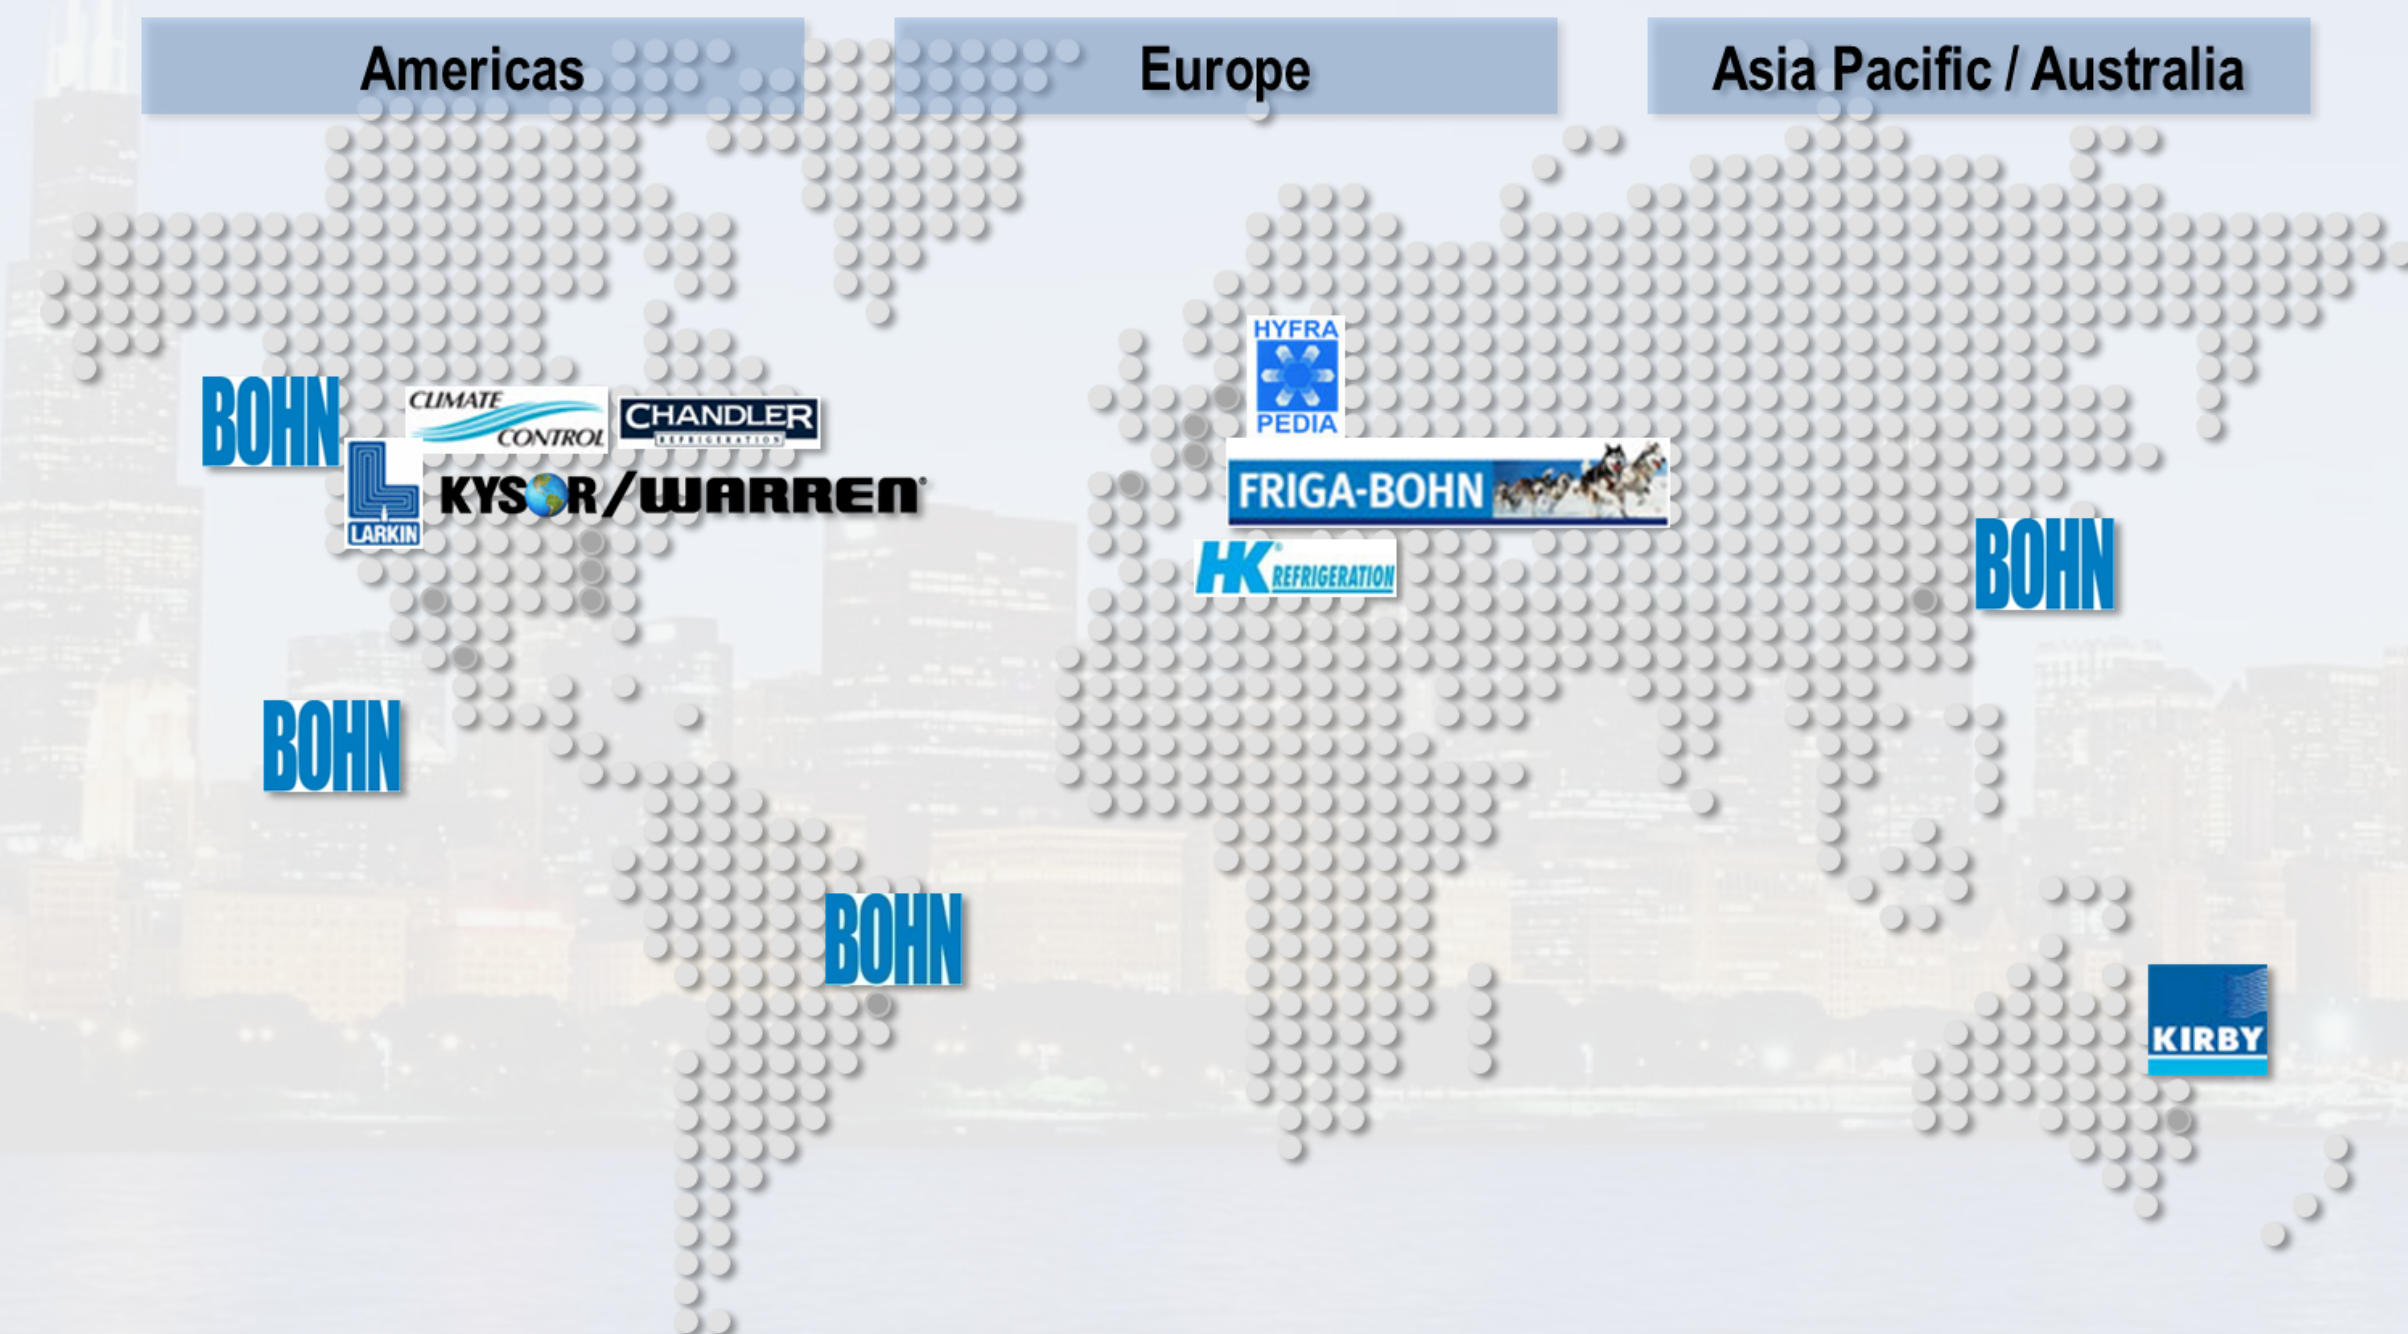 Americas
Europe
Asia Pacific / Australia
HYFRA
PEDIA
BOHN
CLIMATE
CONTROL
CHANDLER
REFRIGERATION
LARKIN
KYSOR/WARREN®
FRIGA-BOHN
HK®
REFRIGERATION
BOHN
BOHN
BOHN
KIRBY